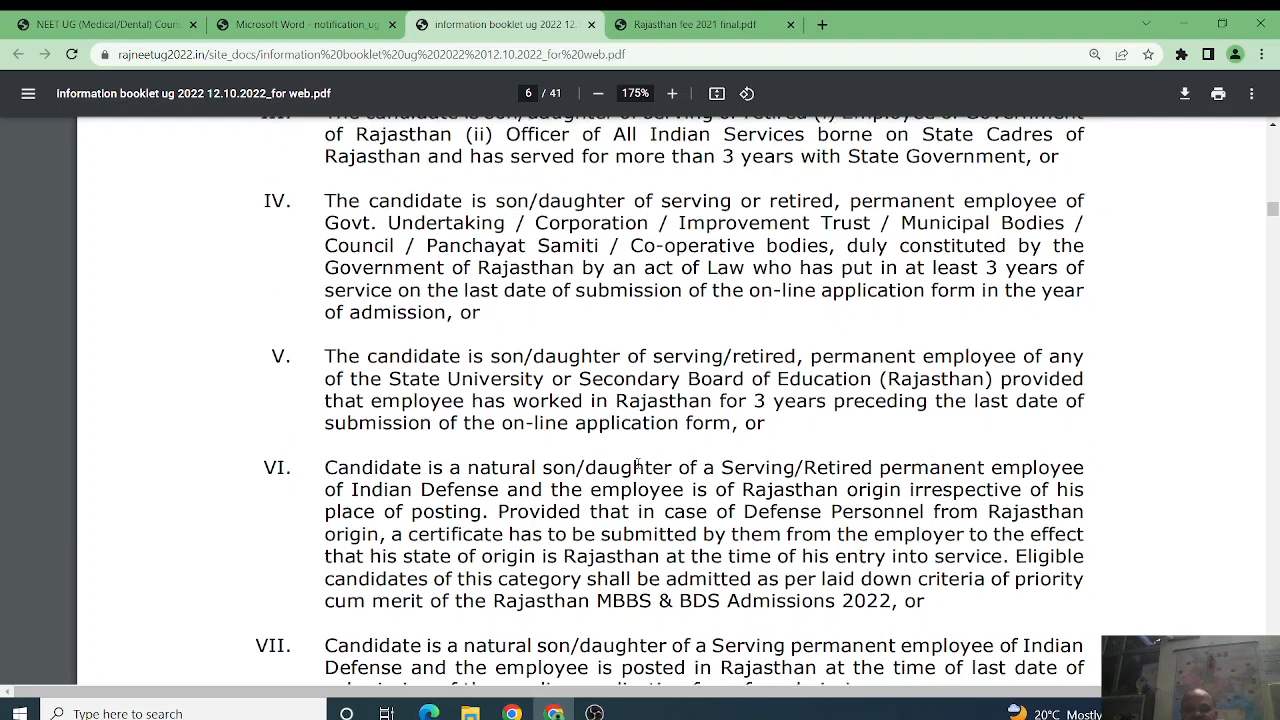 NEET UG (Medical/Dental) Coun
Microsoft Word - notification_ug
information booklet ug 2022 12.
Rajasthan fee 2021 final.pdf
rajneetug2022.in/site_docs/information%20booklet%20ug%202022%2012.10.2022_for%20web.pdf
Information booklet ug 2022 12.10.2022_for web.pdf
6 / 41
175%
III. The candidate is son/daughter of serving or retired (i) Employee of Government
of Rajasthan (ii) Officer of All Indian Services borne on State Cadres of
Rajasthan and has served for more than 3 years with State Government, or
IV. The candidate is son/daughter of serving or retired, permanent employee of
Govt. Undertaking / Corporation / Improvement Trust / Municipal Bodies /
Council / Panchayat Samiti / Co-operative bodies, duly constituted by the
Government of Rajasthan by an act of Law who has put in at least 3 years of
service on the last date of submission of the on-line application form in the year
of admission, or
V. The candidate is son/daughter of serving/retired, permanent employee of any
of the State University or Secondary Board of Education (Rajasthan) provided
that employee has worked in Rajasthan for 3 years preceding the last date of
submission of the on-line application form, or
VI. Candidate is a natural son/daughter of a Serving/Retired permanent employee
of Indian Defense and the employee is of Rajasthan origin irrespective of his
place of posting. Provided that in case of Defense Personnel from Rajasthan
origin, a certificate has to be submitted by them from the employer to the effect
that his state of origin is Rajasthan at the time of his entry into service. Eligible
candidates of this category shall be admitted as per laid down criteria of priority
cum merit of the Rajasthan MBBS & BDS Admissions 2022, or
VII. Candidate is a natural son/daughter of a Serving permanent employee of Indian
Defense and the employee is posted in Rajasthan at the time of last date of
Type here to search
20°C Mostly